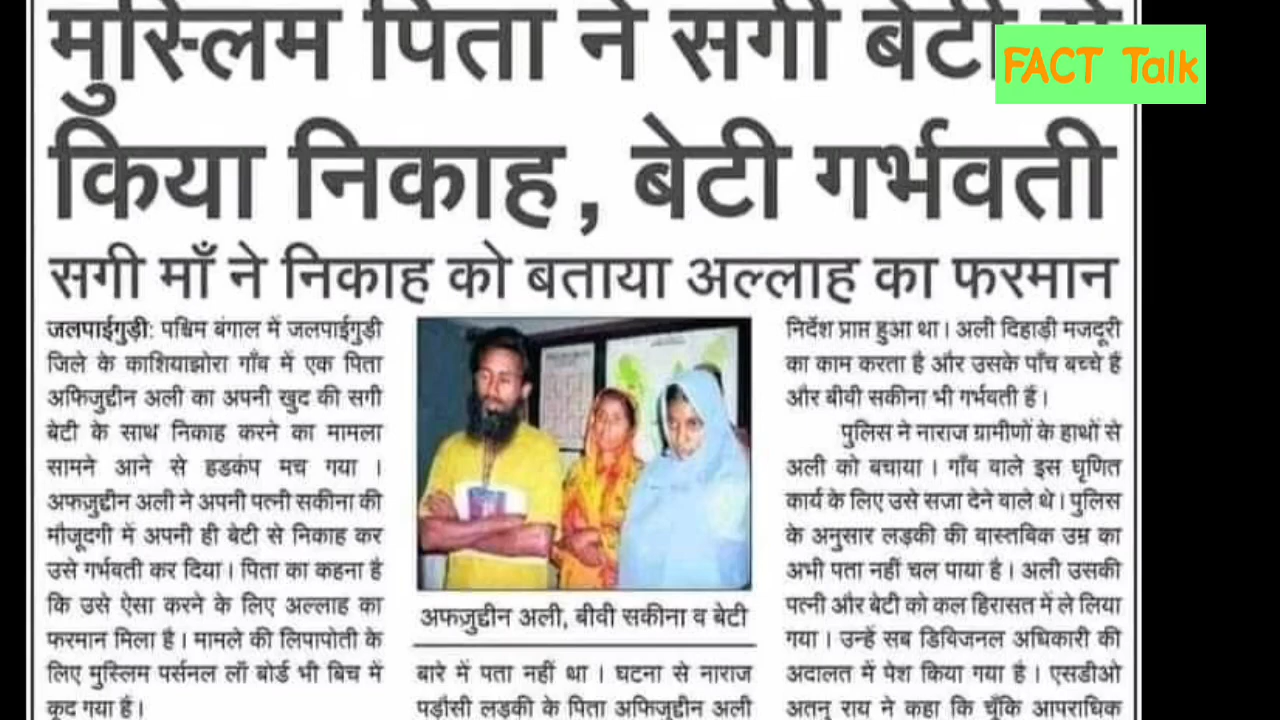 मुस्लिम पिता ने सगी बेटी
FACT Talk
किया निकाह, बेटी गर्भवती
सगी माँ ने निकाह को बताया अल्लाह का फरमान
जलपाईगुड़ी: पश्चिम बंगाल में जलपाईगुड़ी
जिले के काशियाझोरा गाँव में एक पिता
अफिजुद्दीन अली का अपनी खुद की सगी
बेटी के साथ निकाह करने का मामला
सामने आने से हडकंप मच गया ।
अफज़ुद्दीन अली ने अपनी पत्नी सकीना की
मौजूदगी में अपनी ही बेटी से निकाह कर
उसे गर्भवती कर दिया । पिता का कहना है
कि उसे ऐसा करने के लिए अल्लाह का
फरमान मिला है । मामले की लिपापोती के
लिए मुस्लिम पर्सनल लॉ बोर्ड भी बिच में
कूद गया हैं ।
अफज़ुद्दीन अली, बीवी सकीना व बेटी
बारे में पता नहीं था । घटना से नाराज
पड़ौसी लड़की के पिता अफिजुद्दीन अली
निर्देश प्राप्त हुआ था । अली दिहाड़ी मजदूरी
का काम करता है और उसके पाँच बच्चे हैं
और बीवी सकीना भी गर्भवती हैं ।
पुलिस ने नाराज ग्रामीणों के हाथों से
अली को बचाया । गाँव वाले इस घृणित
कार्य के लिए उसे सजा देने वाले थे । पुलिस
के अनुसार लड़की की वास्तविक उम्र का
अभी पता नहीं चल पाया है । अली उसकी
पत्नी और बेटी को कल हिरासत में ले लिया
गया । उन्हें सब डिविजनल अधिकारी की
अदालत में पेश किया गया है । एसडीओ
अतनु राय ने कहा कि चूँकि आपराधिक